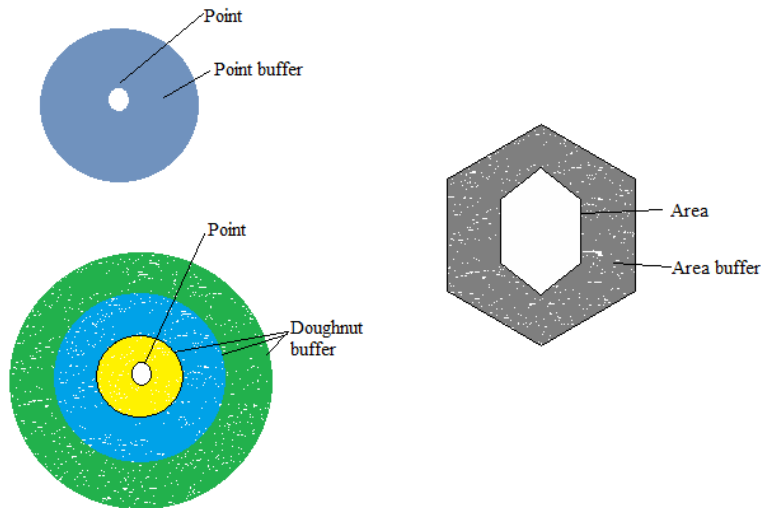 Point
Point buffer
Point
Doughnut
buffer
Area
Area buffer